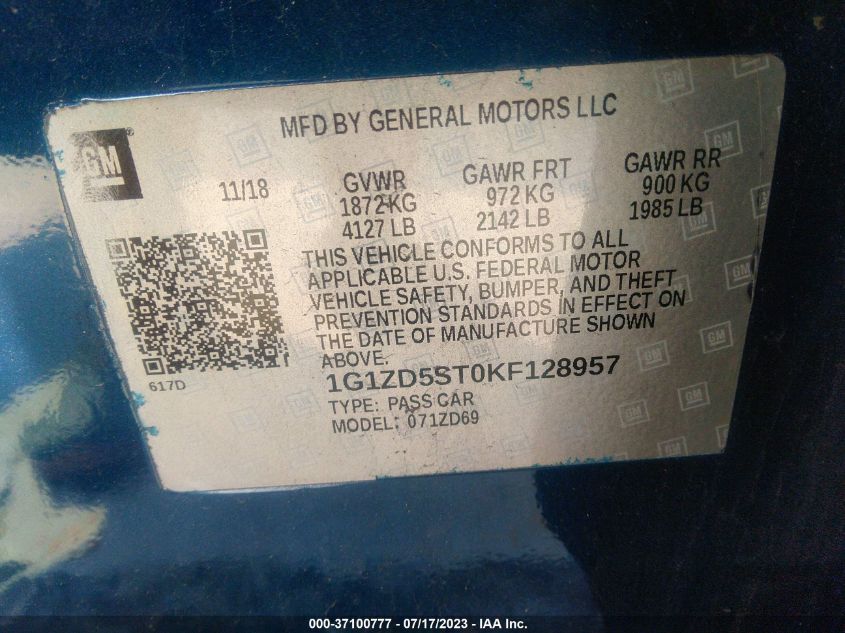 MFD BY GENERAL MOTORS LLC
GM
11/18 GVWR GAWR FRT GAWR RR
1872 KG 972 KG 900 KG
4127 LB 2142 LB 1985 LB
THIS VEHICLE CONFORMS TO ALL
APPLICABLE U.S. FEDERAL MOTOR
VEHICLE SAFETY, BUMPER, AND THEFT
PREVENTION STANDARDS IN EFFECT ON
THE DATE OF MANUFACTURE SHOWN
ABOVE.
617D
1G1ZD5ST0KF128957
TYPE: PASS CAR
MODEL: 071ZD69
000-37100777 - 07/17/2023 - IAA Inc.